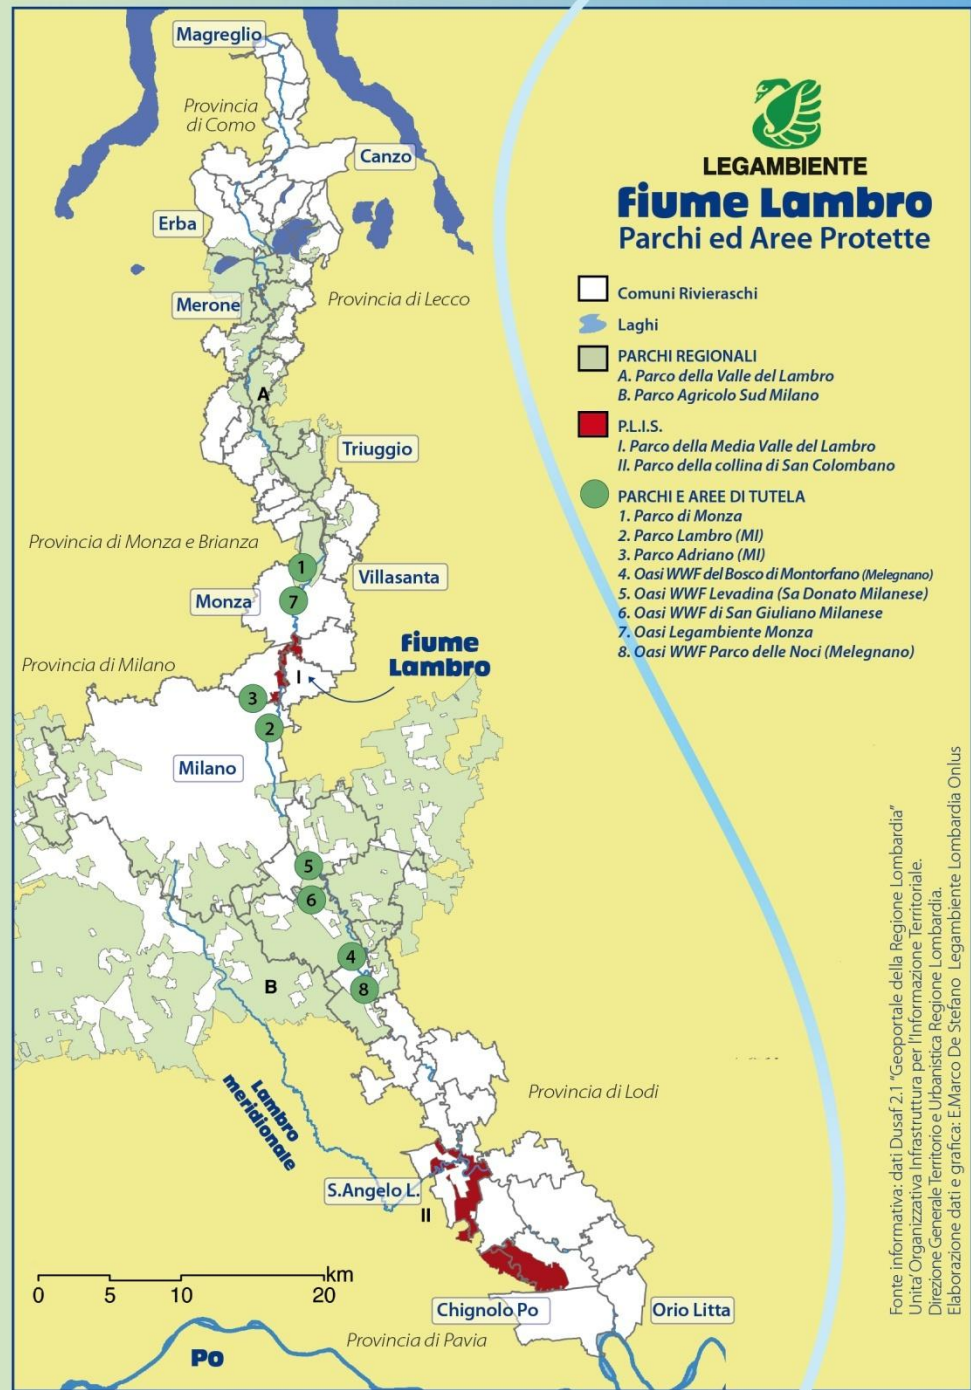 Magreglio
Provincia
di Como
Canzo
Erba
Merone
Provincia di Lecco
A
Triuggio
Provincia di Monza e Brianza
1
Villasanta
Monza
7
Provincia di Milano
Fiume
Lambro
I
3
2
Milano
5
6
4
B
8
Lambro
meridionale
Provincia di Lodi
S.Angelo L.
II
km
0 5 10 20
Chignolo Po
Orio Litta
Provincia di Pavia
Po
LEGAMBIENTE
Fiume Lambro
Parchi ed Aree Protette
Comuni Rivieraschi
Laghi
PARCHI REGIONALI
A. Parco della Valle del Lambro
B. Parco Agricolo Sud Milano
P.L.I.S.
I. Parco della Media Valle del Lambro
II. Parco della collina di San Colombano
PARCHI E AREE DI TUTELA
1. Parco di Monza
2. Parco Lambro (MI)
3. Parco Adriano (MI)
4. Oasi WWF del Bosco di Montorfano (Melegnano)
5. Oasi WWF Levadina (Sa Donato Milanese)
6. Oasi WWF di San Giuliano Milanese
7. Oasi Legambiente Monza
8. Oasi WWF Parco delle Noci (Melegnano)
Fonte informativa: dati Dusaf 2.1 "Geoportale della Regione Lombardia"
Unita' Organizzativa Infrastruttura per l'Informazione Territoriale.
Direzione Generale Territorio e Urbanistica Regione Lombardia.
Elaborazione dati e grafica: E.Marco De Stefano Legambiente Lombardia Onlus